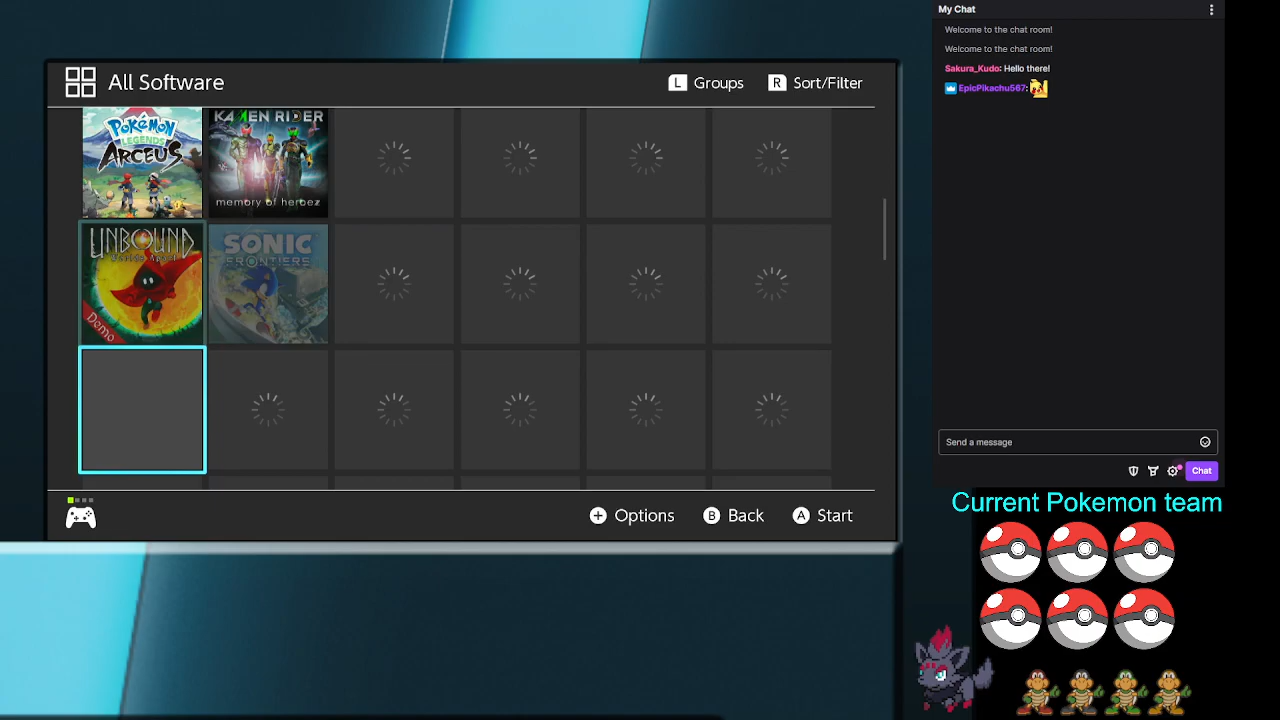 All Software
L Groups
R Sort/Filter
POKÉMON
LEGENDS
ARCEUS
KAMEN RIDER
memory of heroez
UNBOUND
Worlds Apart
Demo
SONIC
FRONTIERS
+ Options
B Back
A Start
My Chat
Welcome to the chat room!
Welcome to the chat room!
Sakura_Kudo: Hello there!
EpicPikachu567:
Send a message
Chat
Current Pokemon team